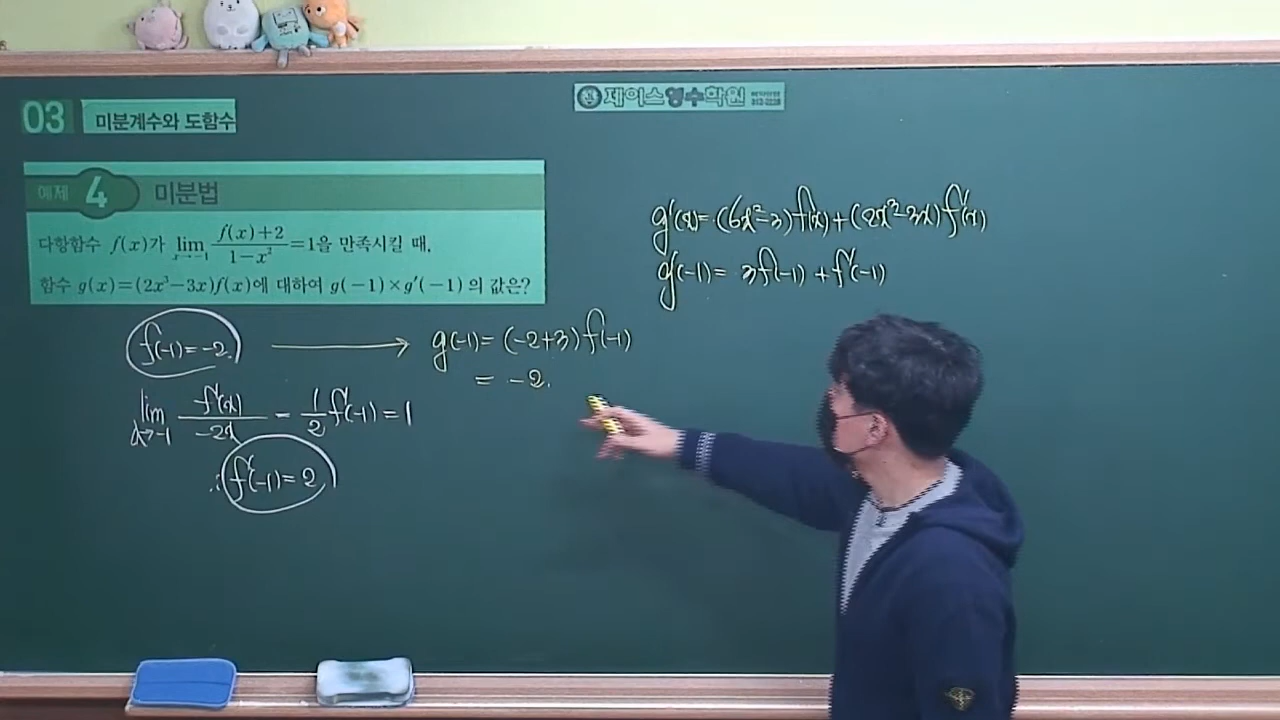 03 미분계수와 도함수
제이스영수학원
예제 4 미분법
다항함수 f(x)가 lim x→-1 f(x)+2 / 1-x² =1을 만족시킬 때,
함수 g(x)=(2x³-3x)f(x)에 대하여 g(-1)×g′(-1)의 값은?
f(-1)=-2.
lim x→-1 f′(x) / -2x = 1/2 f′(-1)=1
∴ f′(-1)=2
g(-1)=(-2+3)f(-1)
= -2.
g′(x)=(6x²-3)f(x)+(2x³-3x)f′(x)
g′(-1)= 3f(-1)+f′(-1)